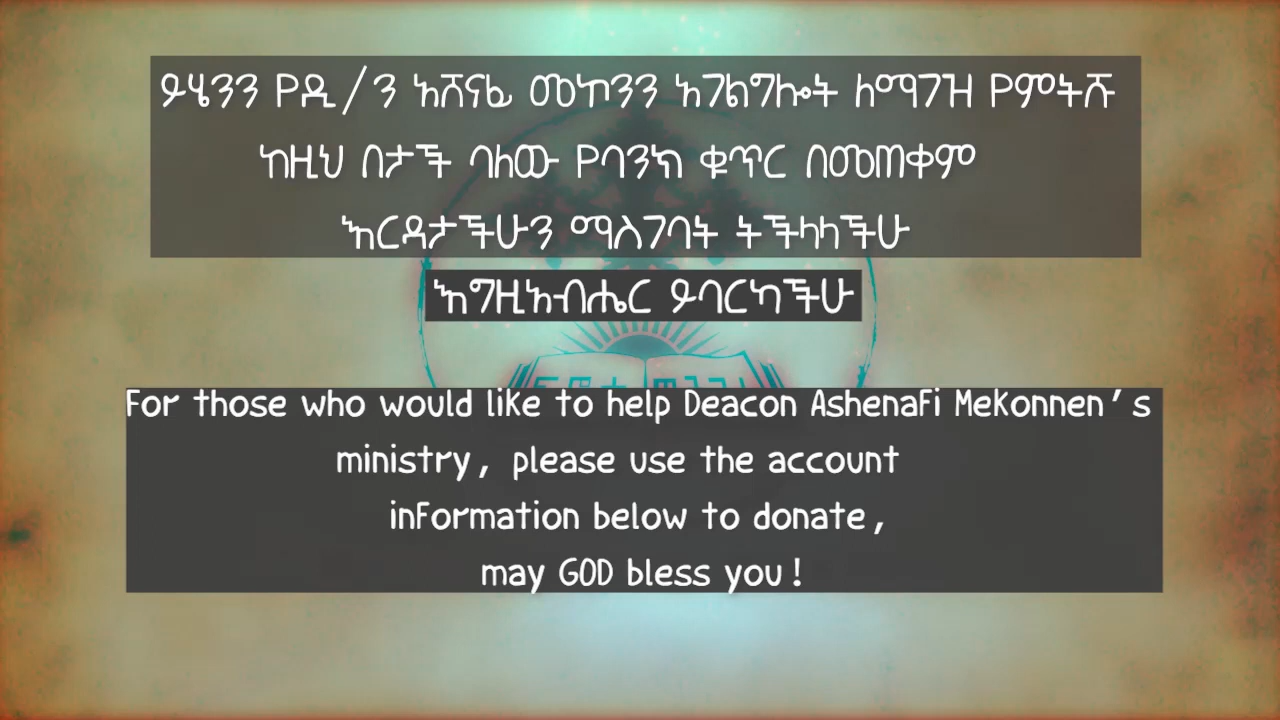 ይሄንን የዲ/ን አሸናፊ መኮንን አገልግሎት ለማገዝ የምትሹ
ከዚህ በታች ባለው የባንክ ቁጥር በመጠቀም
እርዳታችሁን ማስገባት ትችላላችሁ
እግዚአብሔር ይባርካችሁ
For those who would like to help Deacon Ashenafi Mekonnen's
ministry, please use the account
information below to donate,
may GOD bless you!